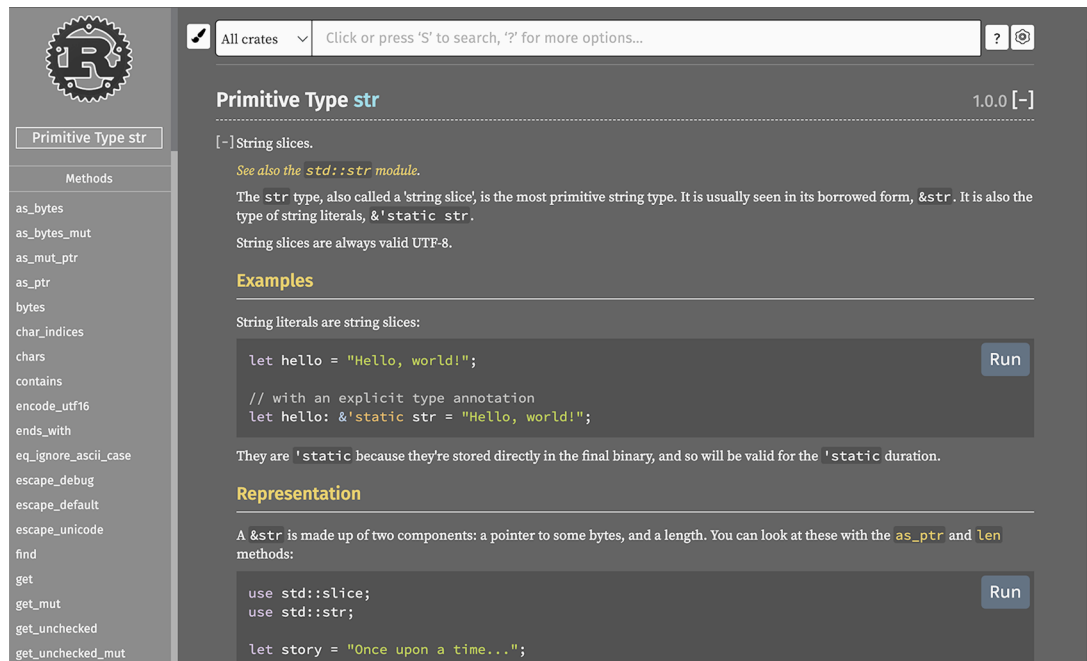 R
All crates
Click or press ‘S’ to search, ‘?’ for more options…
?
Primitive Type str
Methods
as_bytes
as_bytes_mut
as_mut_ptr
as_ptr
bytes
char_indices
chars
contains
encode_utf16
ends_with
eq_ignore_ascii_case
escape_debug
escape_default
escape_unicode
find
get
get_mut
get_unchecked
get_unchecked_mut
Primitive Type str
1.0.0 [-]
[-] String slices.
See also the std::str module.
The str type, also called a 'string slice', is the most primitive string type. It is usually seen in its borrowed form, &str. It is also the
type of string literals, &'static str.
String slices are always valid UTF-8.
Examples
String literals are string slices:
let hello = "Hello, world!";
Run
// with an explicit type annotation
let hello: &'static str = "Hello, world!";
They are 'static because they're stored directly in the final binary, and so will be valid for the 'static duration.
Representation
A &str is made up of two components: a pointer to some bytes, and a length. You can look at these with the as_ptr and len
methods:
use std::slice;
Run
use std::str;
let story = "Once upon a time...";